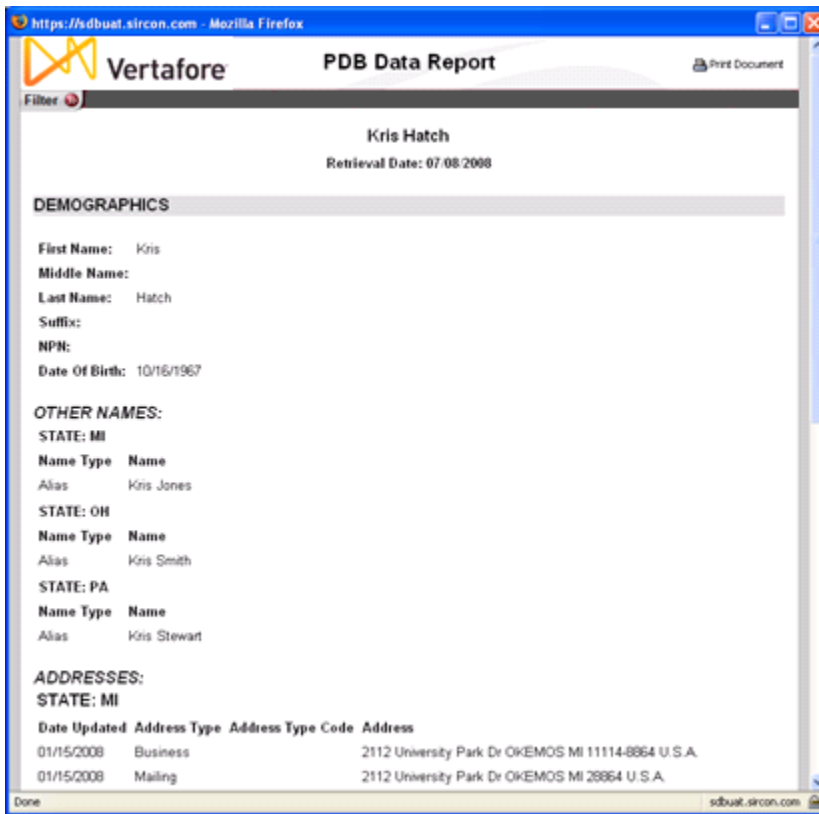 https://sdbuat.sircon.com - Mozilla Firefox
Vertafore
PDB Data Report
Print Document
Filter
Kris Hatch
Retrieval Date: 07/08/2008
DEMOGRAPHICS
First Name: Kris
Middle Name:
Last Name: Hatch
Suffix:
NPN:
Date Of Birth: 10/16/1967
OTHER NAMES:
STATE: MI
Name Type Name
Alias Kris Jones
STATE: OH
Name Type Name
Alias Kris Smith
STATE: PA
Name Type Name
Alias Kris Stewart
ADDRESSES:
STATE: MI
Date Updated Address Type Address Type Code Address
01/15/2008 Business 2112 University Park Dr OKEMOS MI 11114-8864 U.S.A.
01/15/2008 Mailing 2112 University Park Dr OKEMOS MI 28864 U.S.A.
Done sdbuat.sircon.com